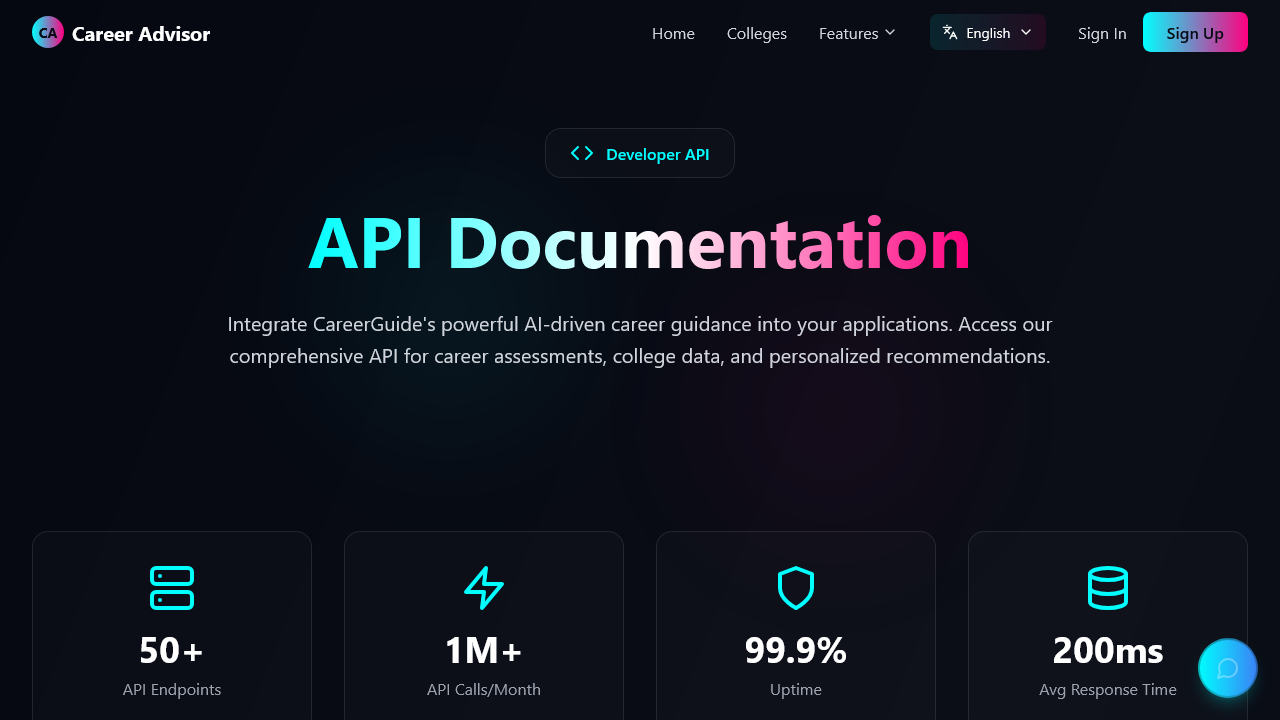 CA Career Advisor
Home
Colleges
Features
English
Sign In
Sign Up
Developer API
API Documentation
Integrate CareerGuide's powerful AI-driven career guidance into your applications. Access our
comprehensive API for career assessments, college data, and personalized recommendations.
50+
API Endpoints
1M+
API Calls/Month
99.9%
Uptime
200ms
Avg Response Time